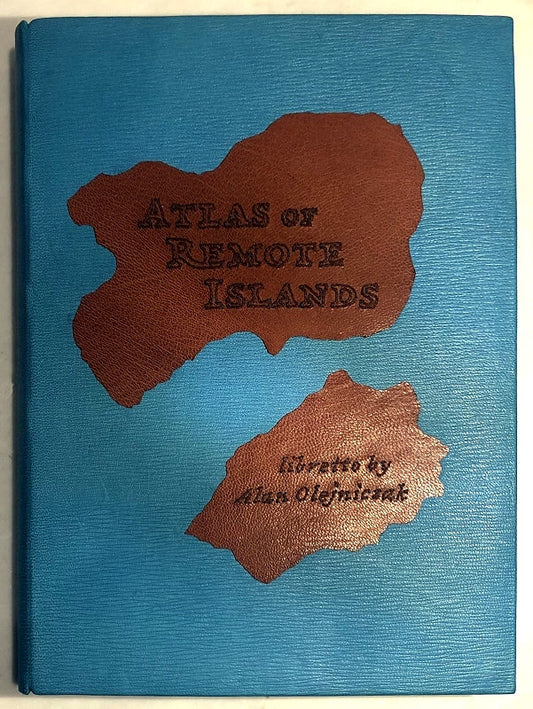 ATLAS OF
REMOTE
ISLANDS
libretto by
Alan Olejniczak